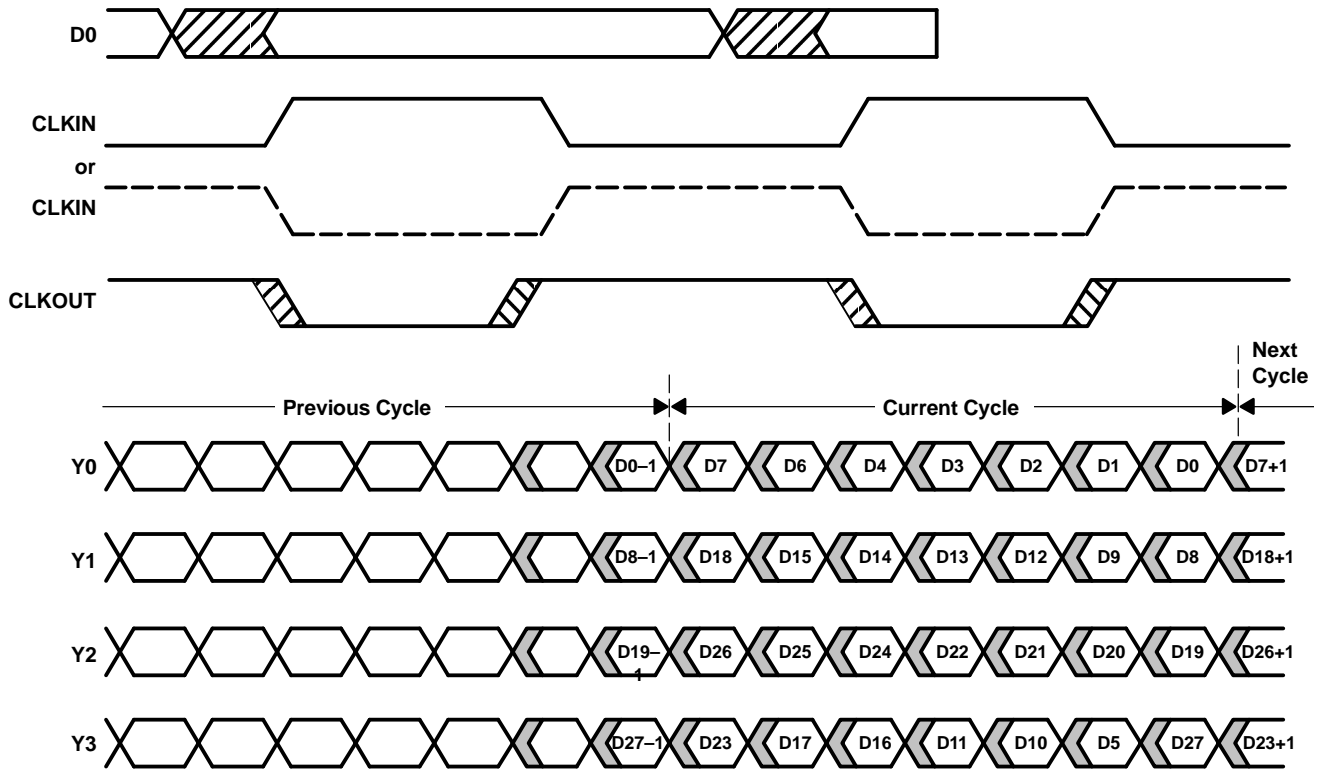 D0
CLKIN
or
CLKIN
CLKOUT
Next
Cycle
Previous Cycle
Current Cycle
Y0 D0–1 D7 D6 D4 D3 D2 D1 D0 D7+1
Y1 D8–1 D18 D15 D14 D13 D12 D9 D8 D18+1
Y2 D19–1 D26 D25 D24 D22 D21 D20 D19 D26+1
Y3 D27–1 D23 D17 D16 D11 D10 D5 D27 D23+1